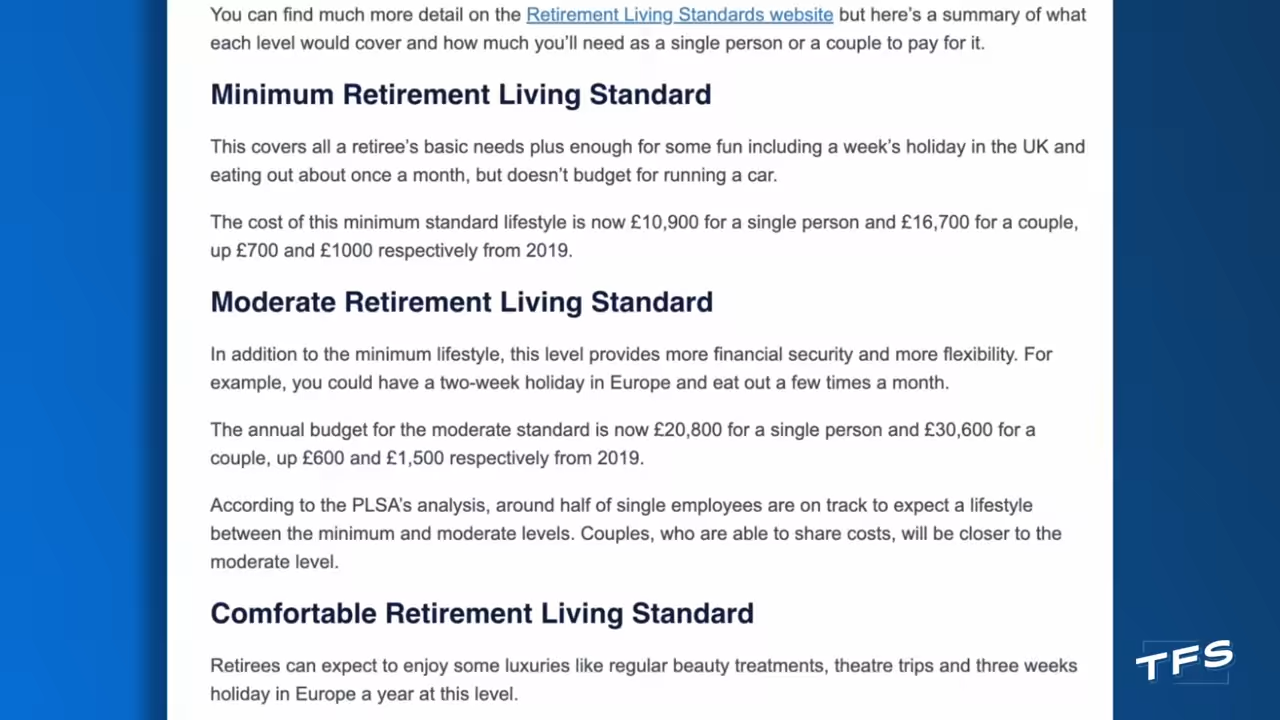 You can find much more detail on the Retirement Living Standards website but here’s a summary of what
each level would cover and how much you’ll need as a single person or a couple to pay for it.
Minimum Retirement Living Standard
This covers all a retiree’s basic needs plus enough for some fun including a week’s holiday in the UK and
eating out about once a month, but doesn’t budget for running a car.
The cost of this minimum standard lifestyle is now £10,900 for a single person and £16,700 for a couple,
up £700 and £1000 respectively from 2019.
Moderate Retirement Living Standard
In addition to the minimum lifestyle, this level provides more financial security and more flexibility. For
example, you could have a two-week holiday in Europe and eat out a few times a month.
The annual budget for the moderate standard is now £20,800 for a single person and £30,600 for a
couple, up £600 and £1,500 respectively from 2019.
According to the PLSA’s analysis, around half of single employees are on track to expect a lifestyle
between the minimum and moderate levels. Couples, who are able to share costs, will be closer to the
moderate level.
Comfortable Retirement Living Standard
Retirees can expect to enjoy some luxuries like regular beauty treatments, theatre trips and three weeks
holiday in Europe a year at this level.
TFS